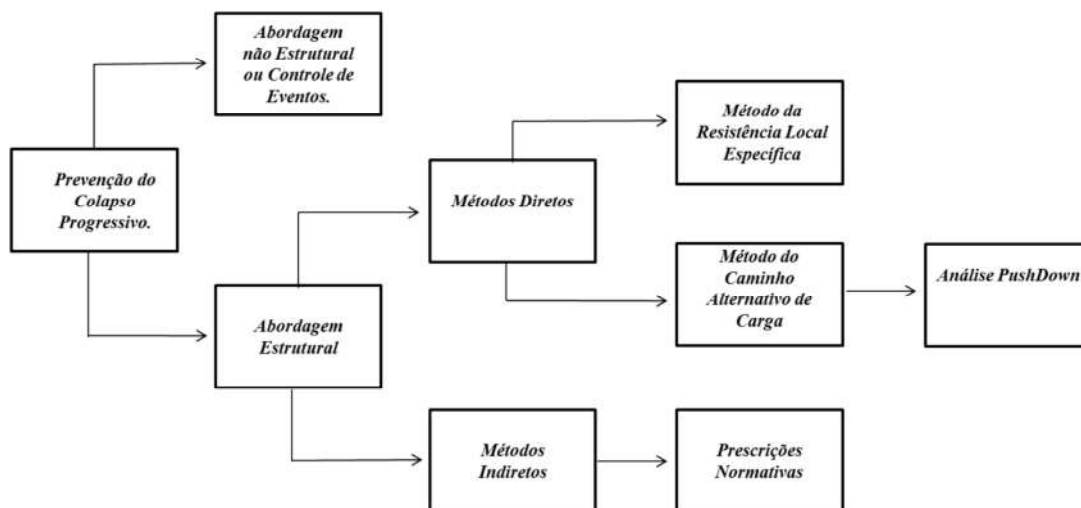 Abordagem
não Estrutural
ou Controle de
Eventos.
Prevenção do
Colapso
Progressivo.
Abordagem
Estrutural
Métodos Diretos
Método da
Resistência Local
Específica
Método do
Caminho
Alternativo de
Carga
Análise PushDown
Métodos
Indiretos
Prescrições
Normativas